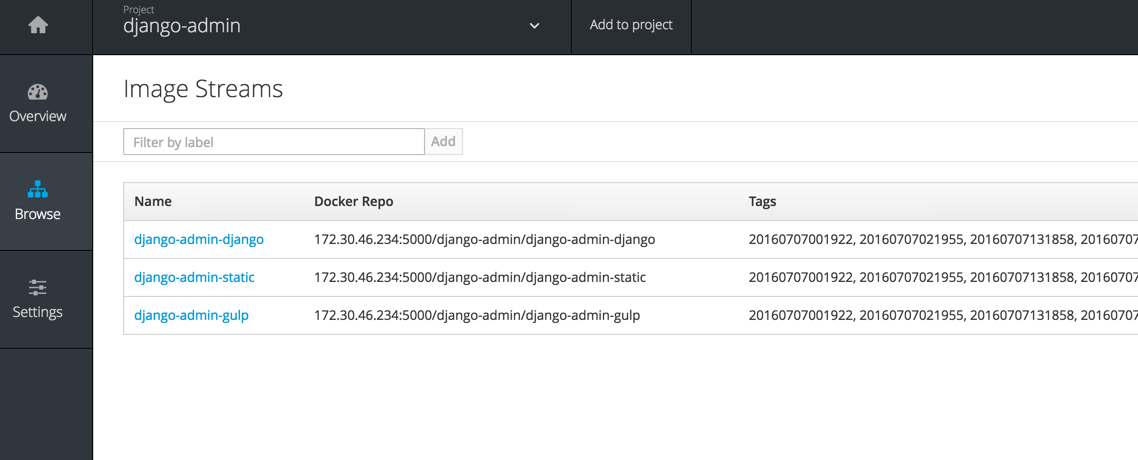 Project
django-admin
Add to project
Overview
Browse
Settings
Image Streams
Filter by label Add
Name Docker Repo Tags
django-admin-django 172.30.46.234:5000/django-admin/django-admin-django 20160707001922, 20160707021955, 20160707131858, 2016070
django-admin-static 172.30.46.234:5000/django-admin/django-admin-static 20160707001922, 20160707021955, 20160707131858, 2016070
django-admin-gulp 172.30.46.234:5000/django-admin/django-admin-gulp 20160707001922, 20160707021955, 20160707131858, 2016070